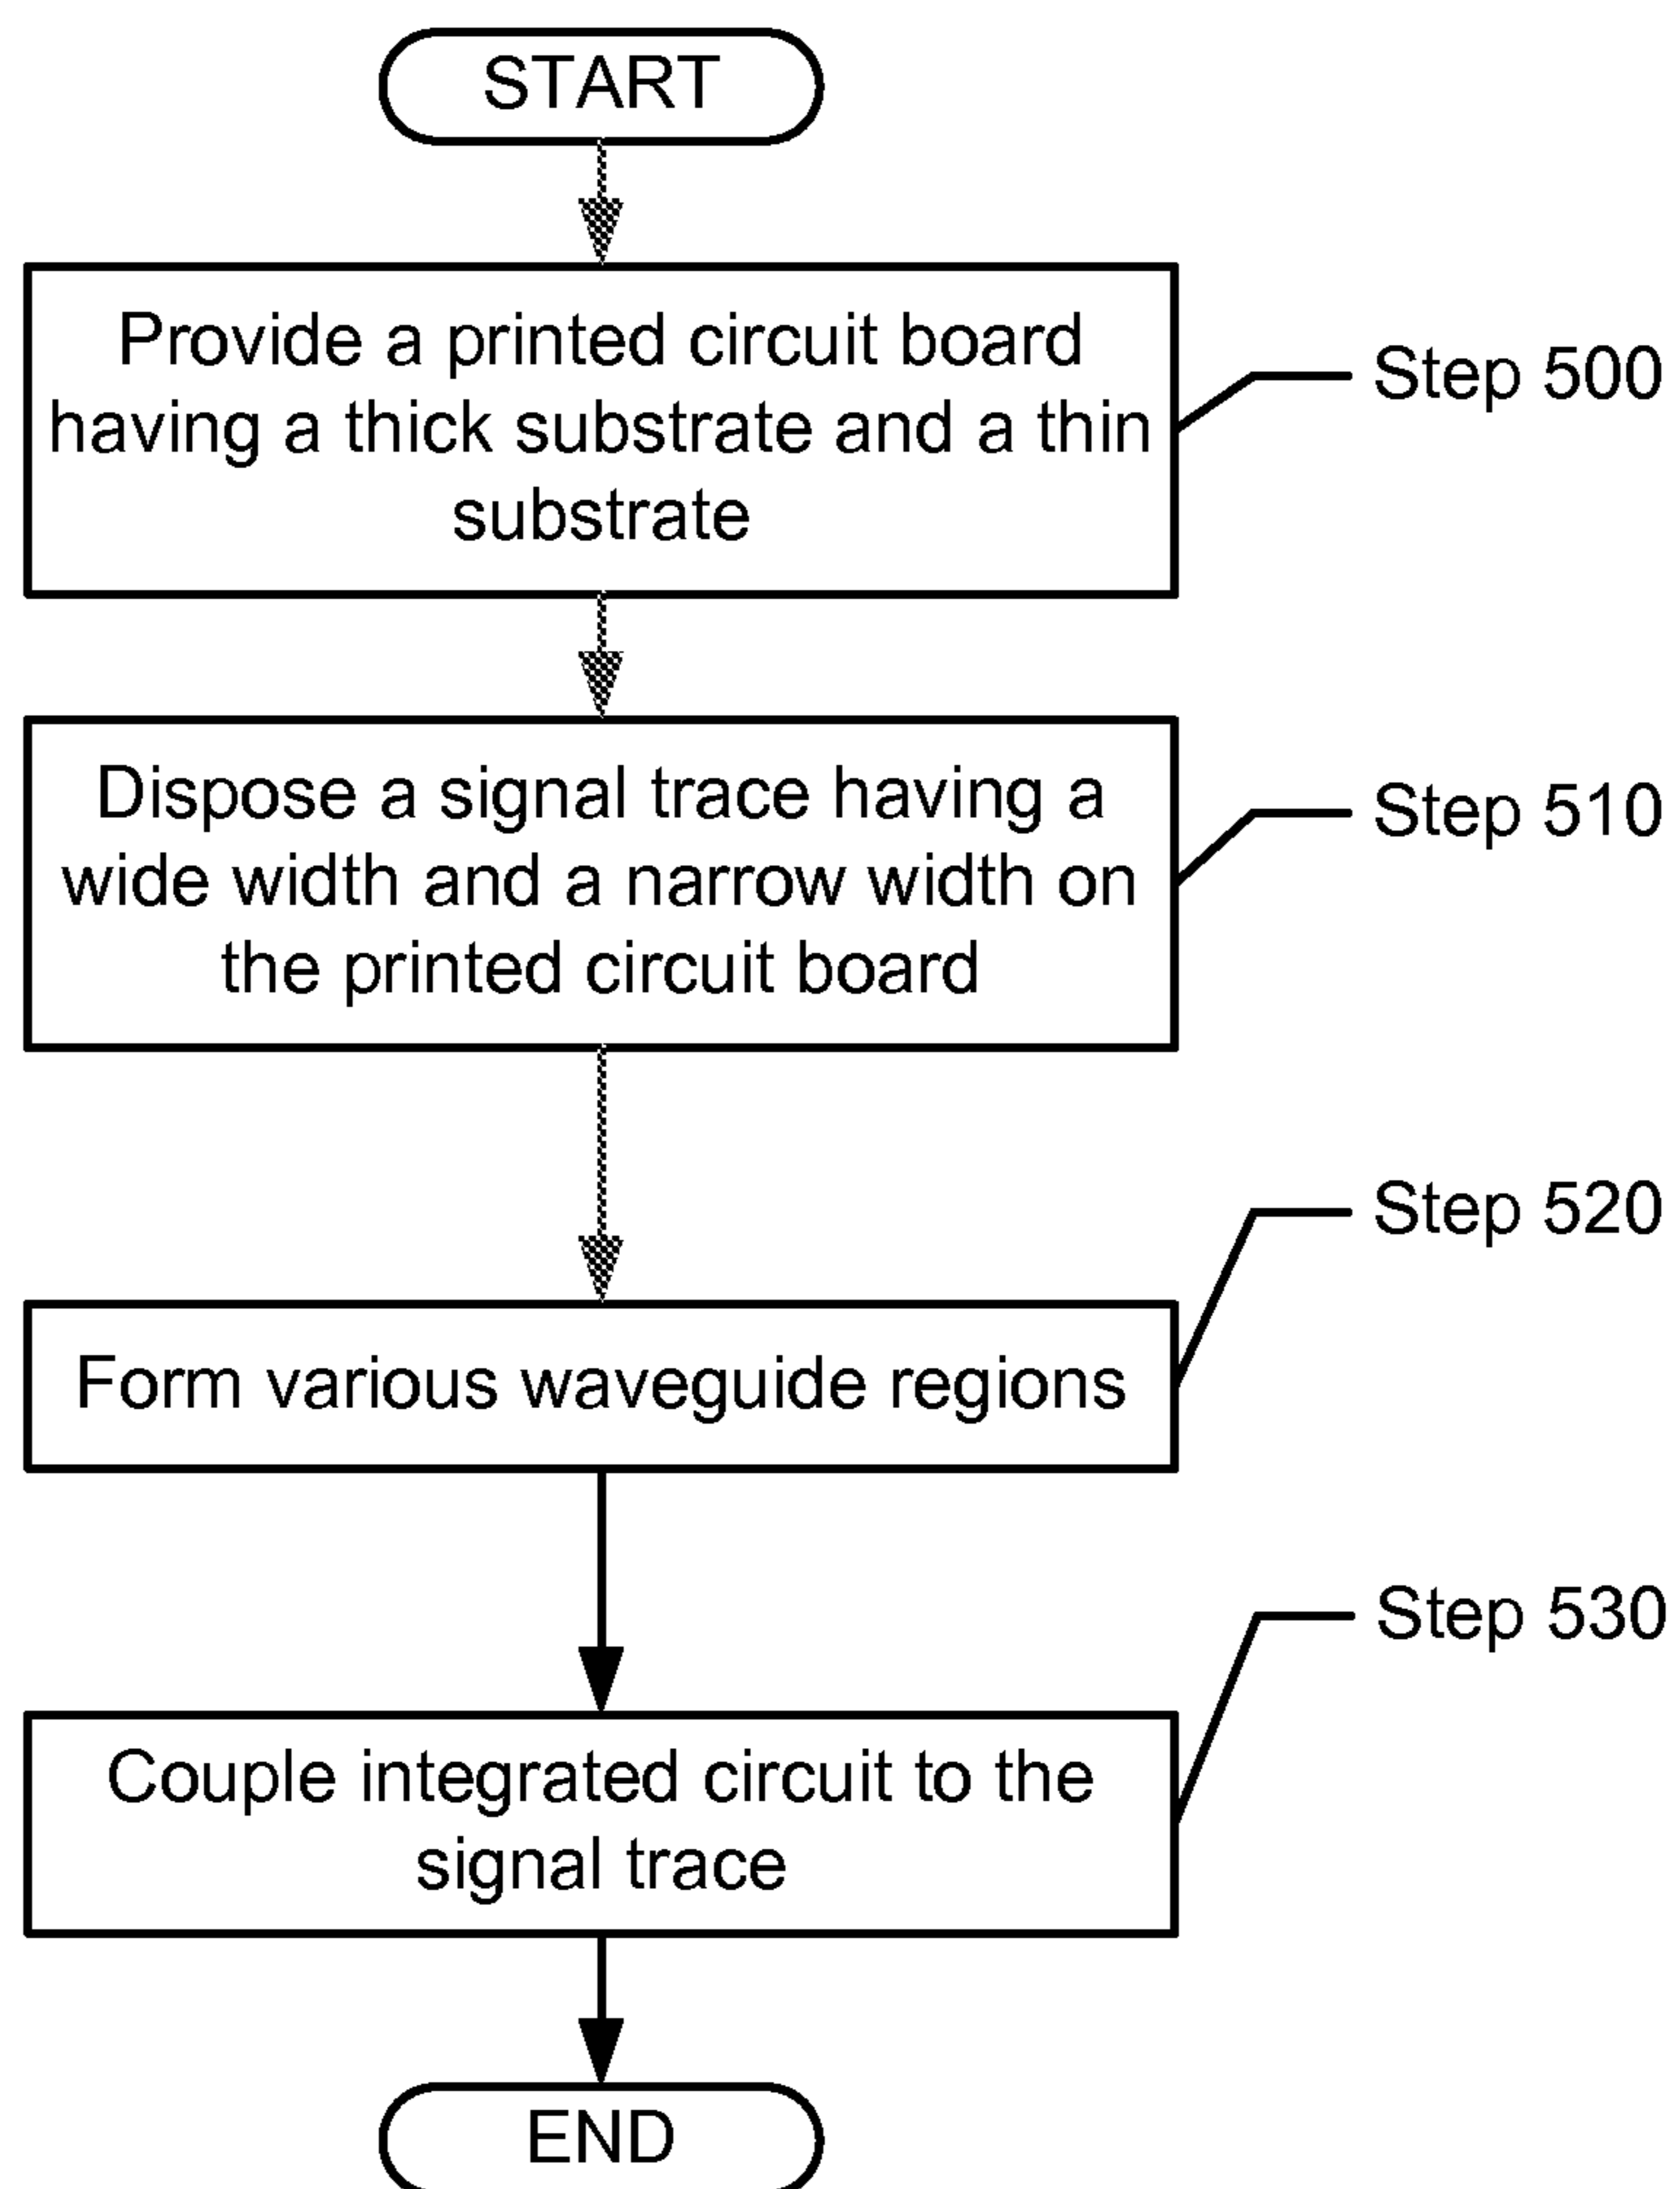 START
Provide a printed circuit board
having a thick substrate and a thin
substrate
Step 500
Dispose a signal trace having a
wide width and a narrow width on
the printed circuit board
Step 510
Step 520
Form various waveguide regions
Step 530
Couple integrated circuit to the
signal trace
END